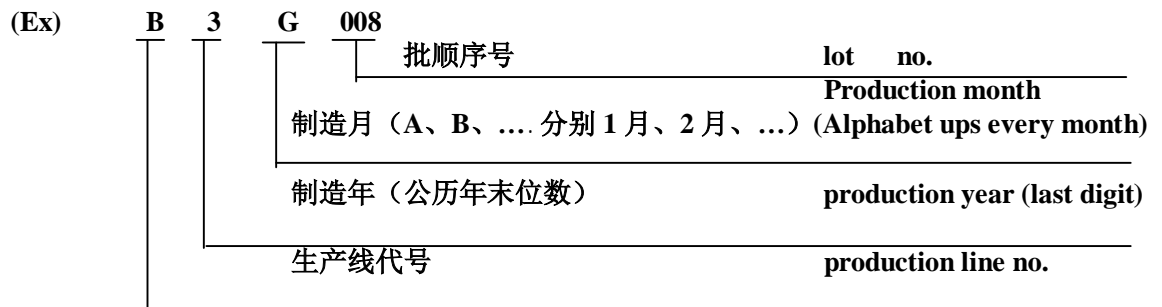 (Ex) B 3 G 008
批顺序号 lot no.
Production month
制造月（A、B、…. 分别 1 月、2 月、…）(Alphabet ups every month)
制造年（公历年末位数） production year (last digit)
生产线代号 production line no.